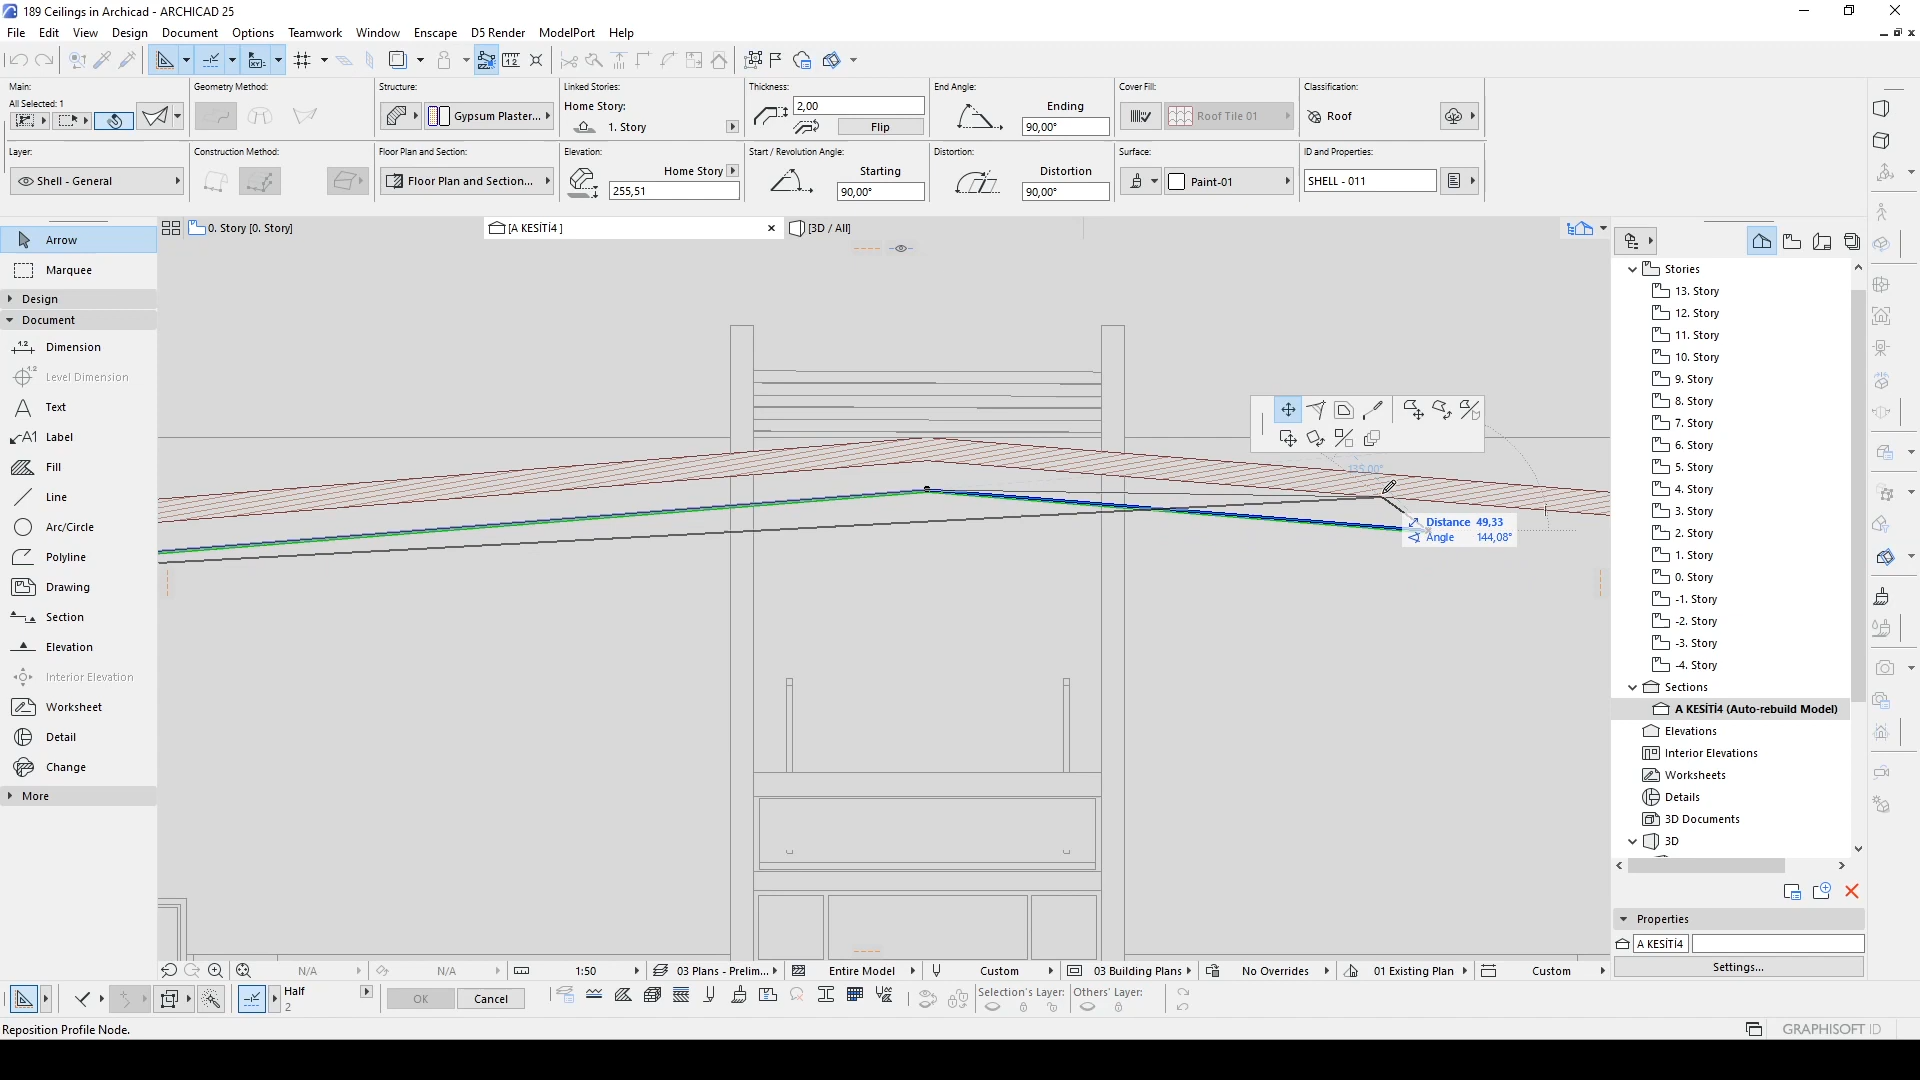 189 Ceilings in Archicad - ARCHICAD 25
File Edit View Design Document Options Teamwork Window Enscape D5 Render ModelPort Help
Main:
All Selected: 1
Geometry Method:
Structure:
Gypsum Plaster...
Linked Stories:
Home Story:
1. Story
Thickness:
2,00
Flip
End Angle:
Ending
90,00°
Cover Fill:
Roof Tile 01
Classification:
Roof
Layer:
Shell - General
Construction Method:
Floor Plan and Section:
Floor Plan and Section...
Elevation:
Home Story
255,51
Start / Revolution Angle:
Starting
90,00°
Distortion:
Distortion
90,00°
Surface:
Paint-01
ID and Properties:
SHELL - 011
0. Story [0. Story]
[A KESİTİ4 ]
[3D / All]
Arrow
Marquee
Design
Document
Dimension
Level Dimension
Text
Label
Fill
Line
Arc/Circle
Polyline
Drawing
Section
Elevation
Interior Elevation
Worksheet
Detail
Change
More
135,00°
Distance 49,33
Angle 144,08°
Stories
13. Story
12. Story
11. Story
10. Story
9. Story
8. Story
7. Story
6. Story
5. Story
4. Story
3. Story
2. Story
1. Story
0. Story
-1. Story
-2. Story
-3. Story
-4. Story
Sections
A KESİTİ4 (Auto-rebuild Model)
Elevations
Interior Elevations
Worksheets
Details
3D Documents
3D
Properties
A KESİTİ4
Settings...
N/A N/A 1:50 03 Plans - Prelim... Entire Model Custom 03 Building Plans No Overrides 01 Existing Plan Custom
Half
2
OK Cancel
Selection's Layer: Others' Layer:
Reposition Profile Node.
GRAPHISOFT ID